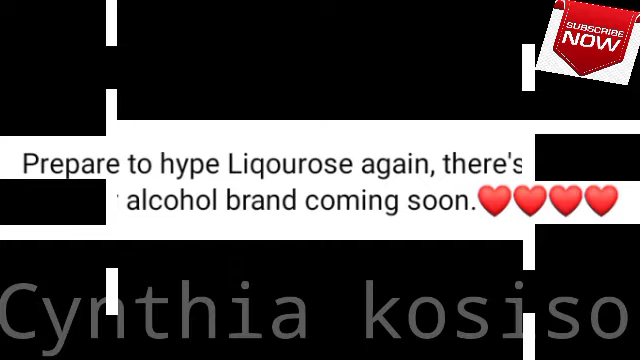 SUBSCRIBE
NOW
Prepare to hype Liqourose again, there's
alcohol brand coming soon.❤️❤️❤️❤️
Cynthia kosiso